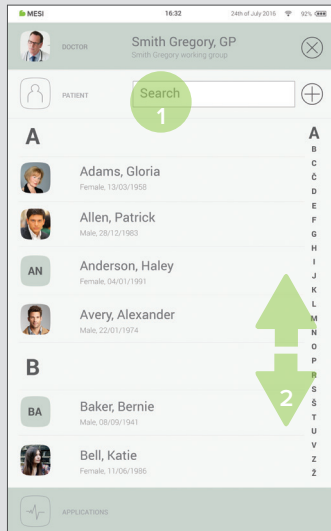 MESI
16:32
24th of July 2016
92%
DOCTOR
Smith Gregory, GP
Smith Gregory working group
PATIENT
Search
1
A
Adams, Gloria
Female, 13/03/1958
Allen, Patrick
Male, 28/12/1983
AN
Anderson, Haley
Female, 04/01/1991
Avery, Alexander
Male, 22/01/1974
B
BA
Baker, Bernie
Male, 08/09/1941
Bell, Katie
Female, 11/06/1986
A
B
C
Č
D
E
F
G
H
I
J
K
L
M
N
O
P
R
S
Š
T
U
V
Z
Ž
2
APPLICATIONS